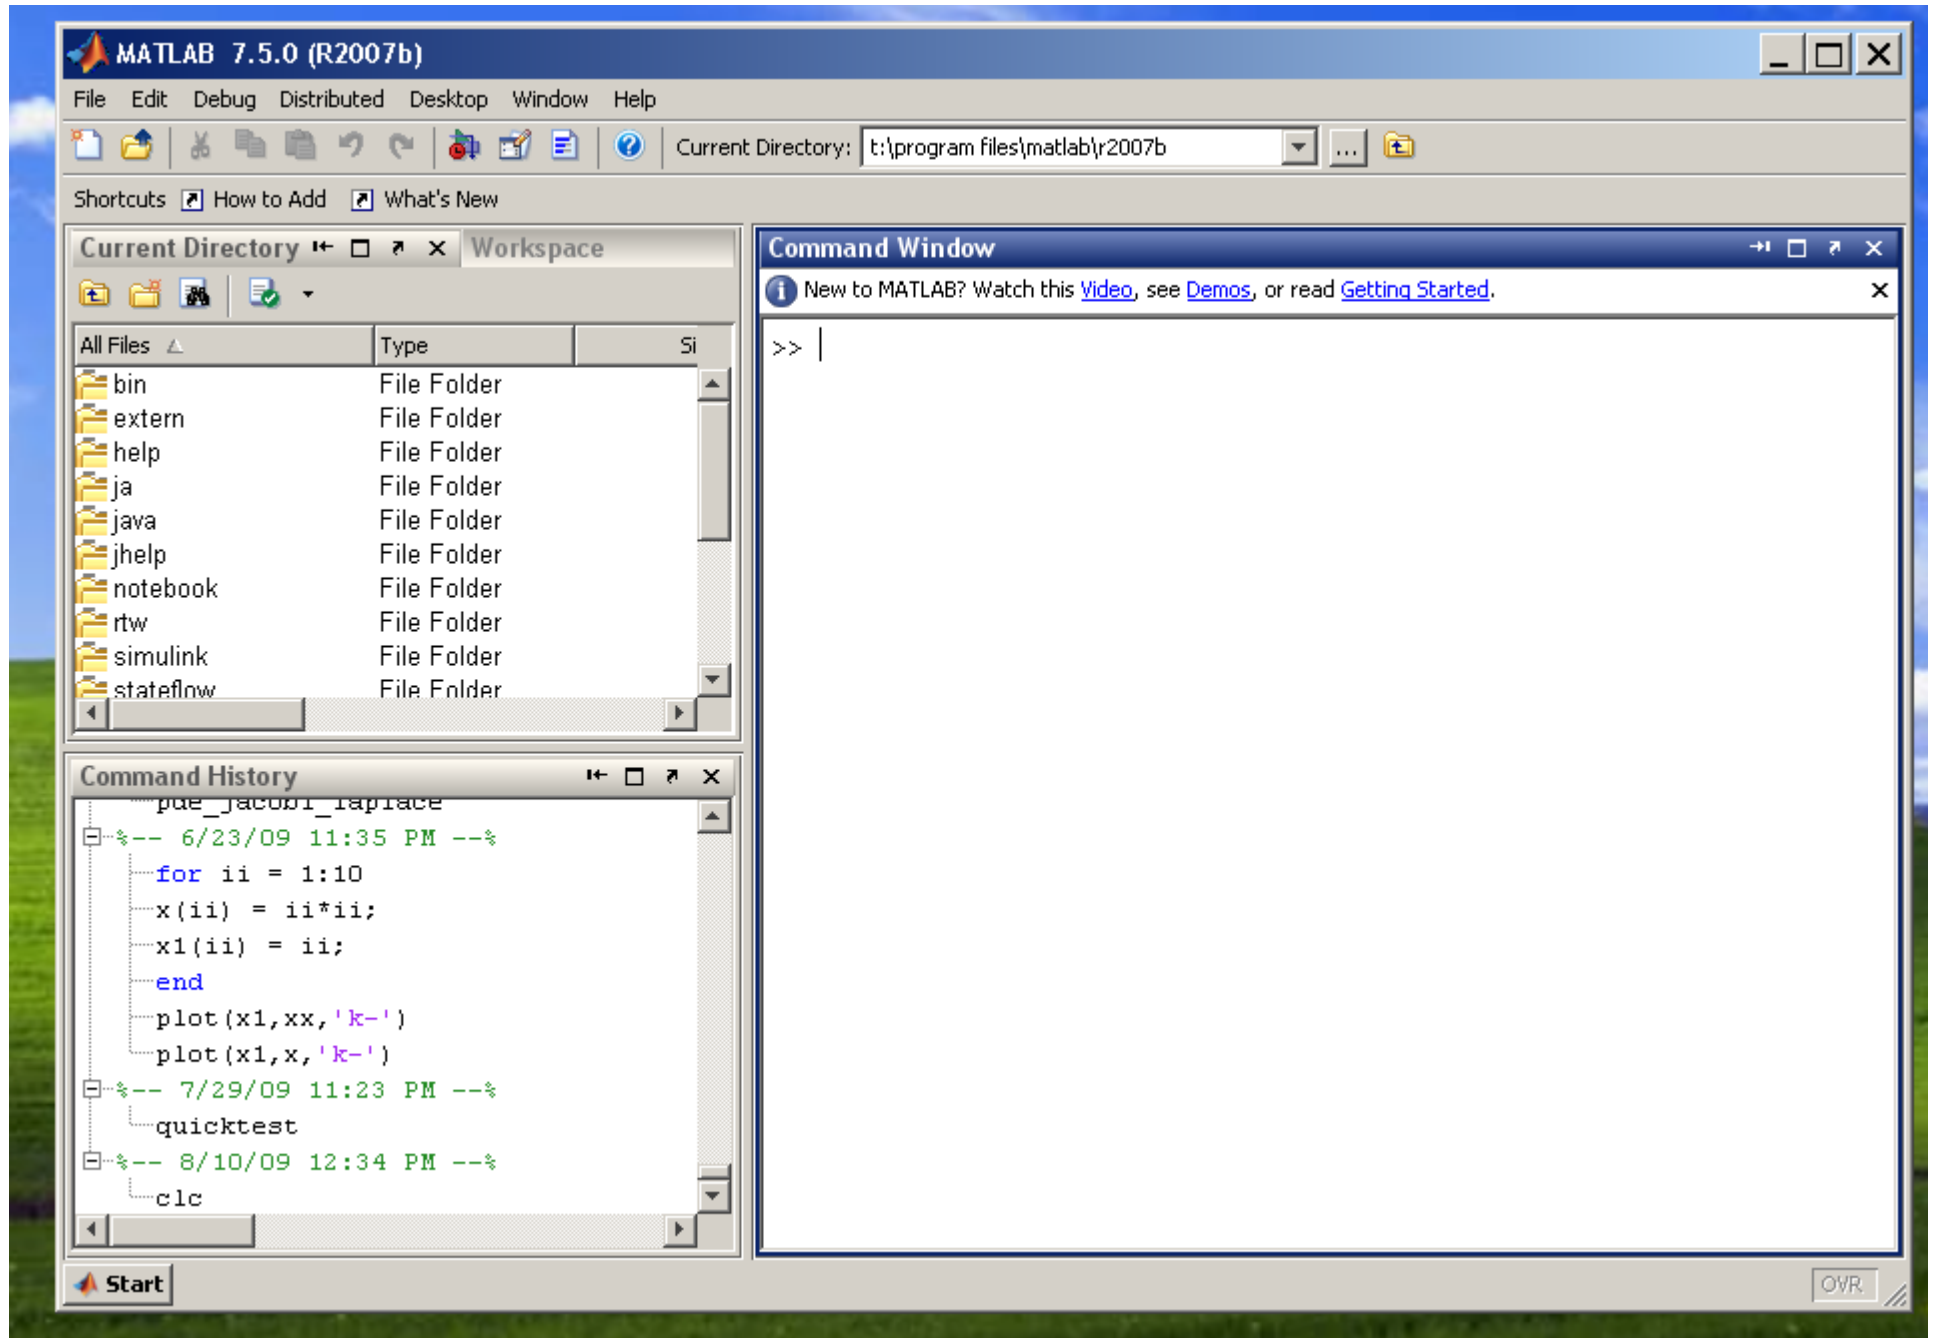 MATLAB 7.5.0 (R2007b)
File Edit Debug Distributed Desktop Window Help
Current Directory: t:\program files\matlab\r2007b ...
Shortcuts How to Add What's New
Current Directory Workspace
All Files Type Si
bin File Folder
extern File Folder
help File Folder
ja File Folder
java File Folder
jhelp File Folder
notebook File Folder
rtw File Folder
simulink File Folder
stateflow File Folder
Command History
pde_jacobi_laplace
%-- 6/23/09 11:35 PM --%
for ii = 1:10
x(ii) = ii*ii;
x1(ii) = ii;
end
plot(x1,xx,'k-')
plot(x1,x,'k-')
%-- 7/29/09 11:23 PM --%
quicktest
%-- 8/10/09 12:34 PM --%
clc
Command Window
New to MATLAB? Watch this Video, see Demos, or read Getting Started.
>>
Start
OVR